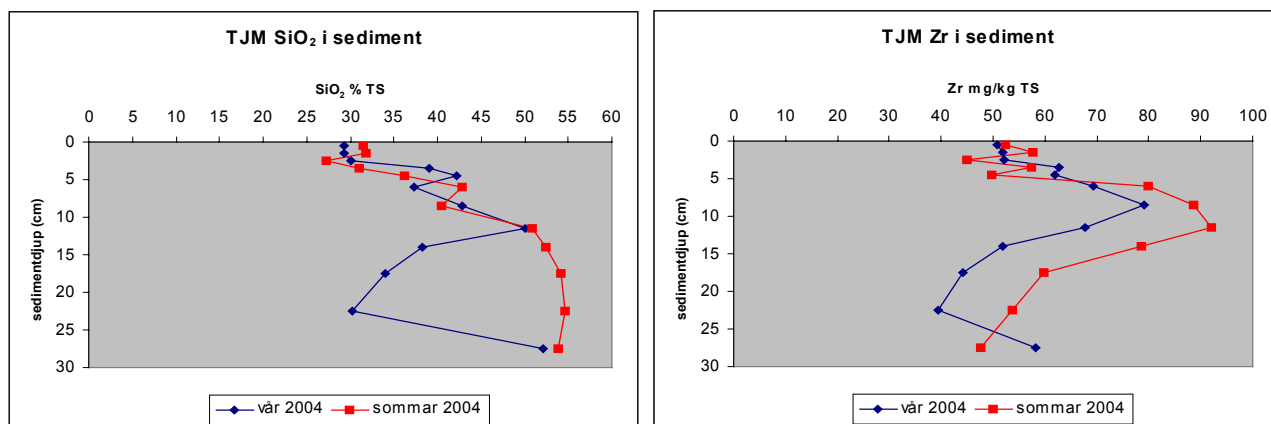 TJM SiO₂ i sediment
SiO₂ % TS
0 5 10 15 20 25 30 35 40 45 50 55 60
0
5
10
15
20
25
30
sedimentdjup (cm)
vår 2004 sommar 2004
TJM Zr i sediment
Zr mg/kg TS
0 10 20 30 40 50 60 70 80 90 100
0
5
10
15
20
25
30
sedimentdjup (cm)
vår 2004 sommar 2004